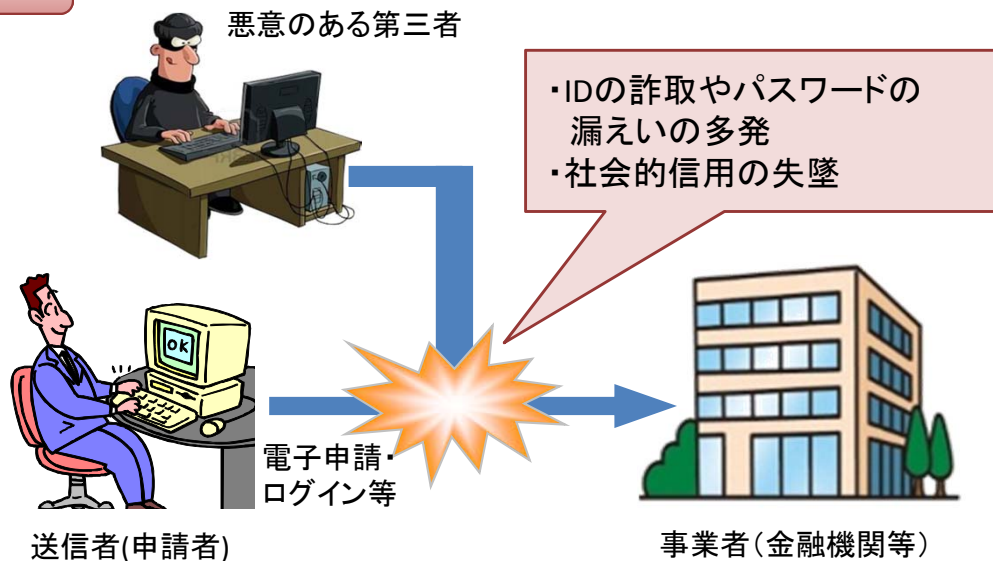 悪意のある第三者
・IDの詐取やパスワードの
漏えいの多発
・社会的信用の失墜
OK
電子申請・
ログイン等
送信者(申請者)
事業者(金融機関等)